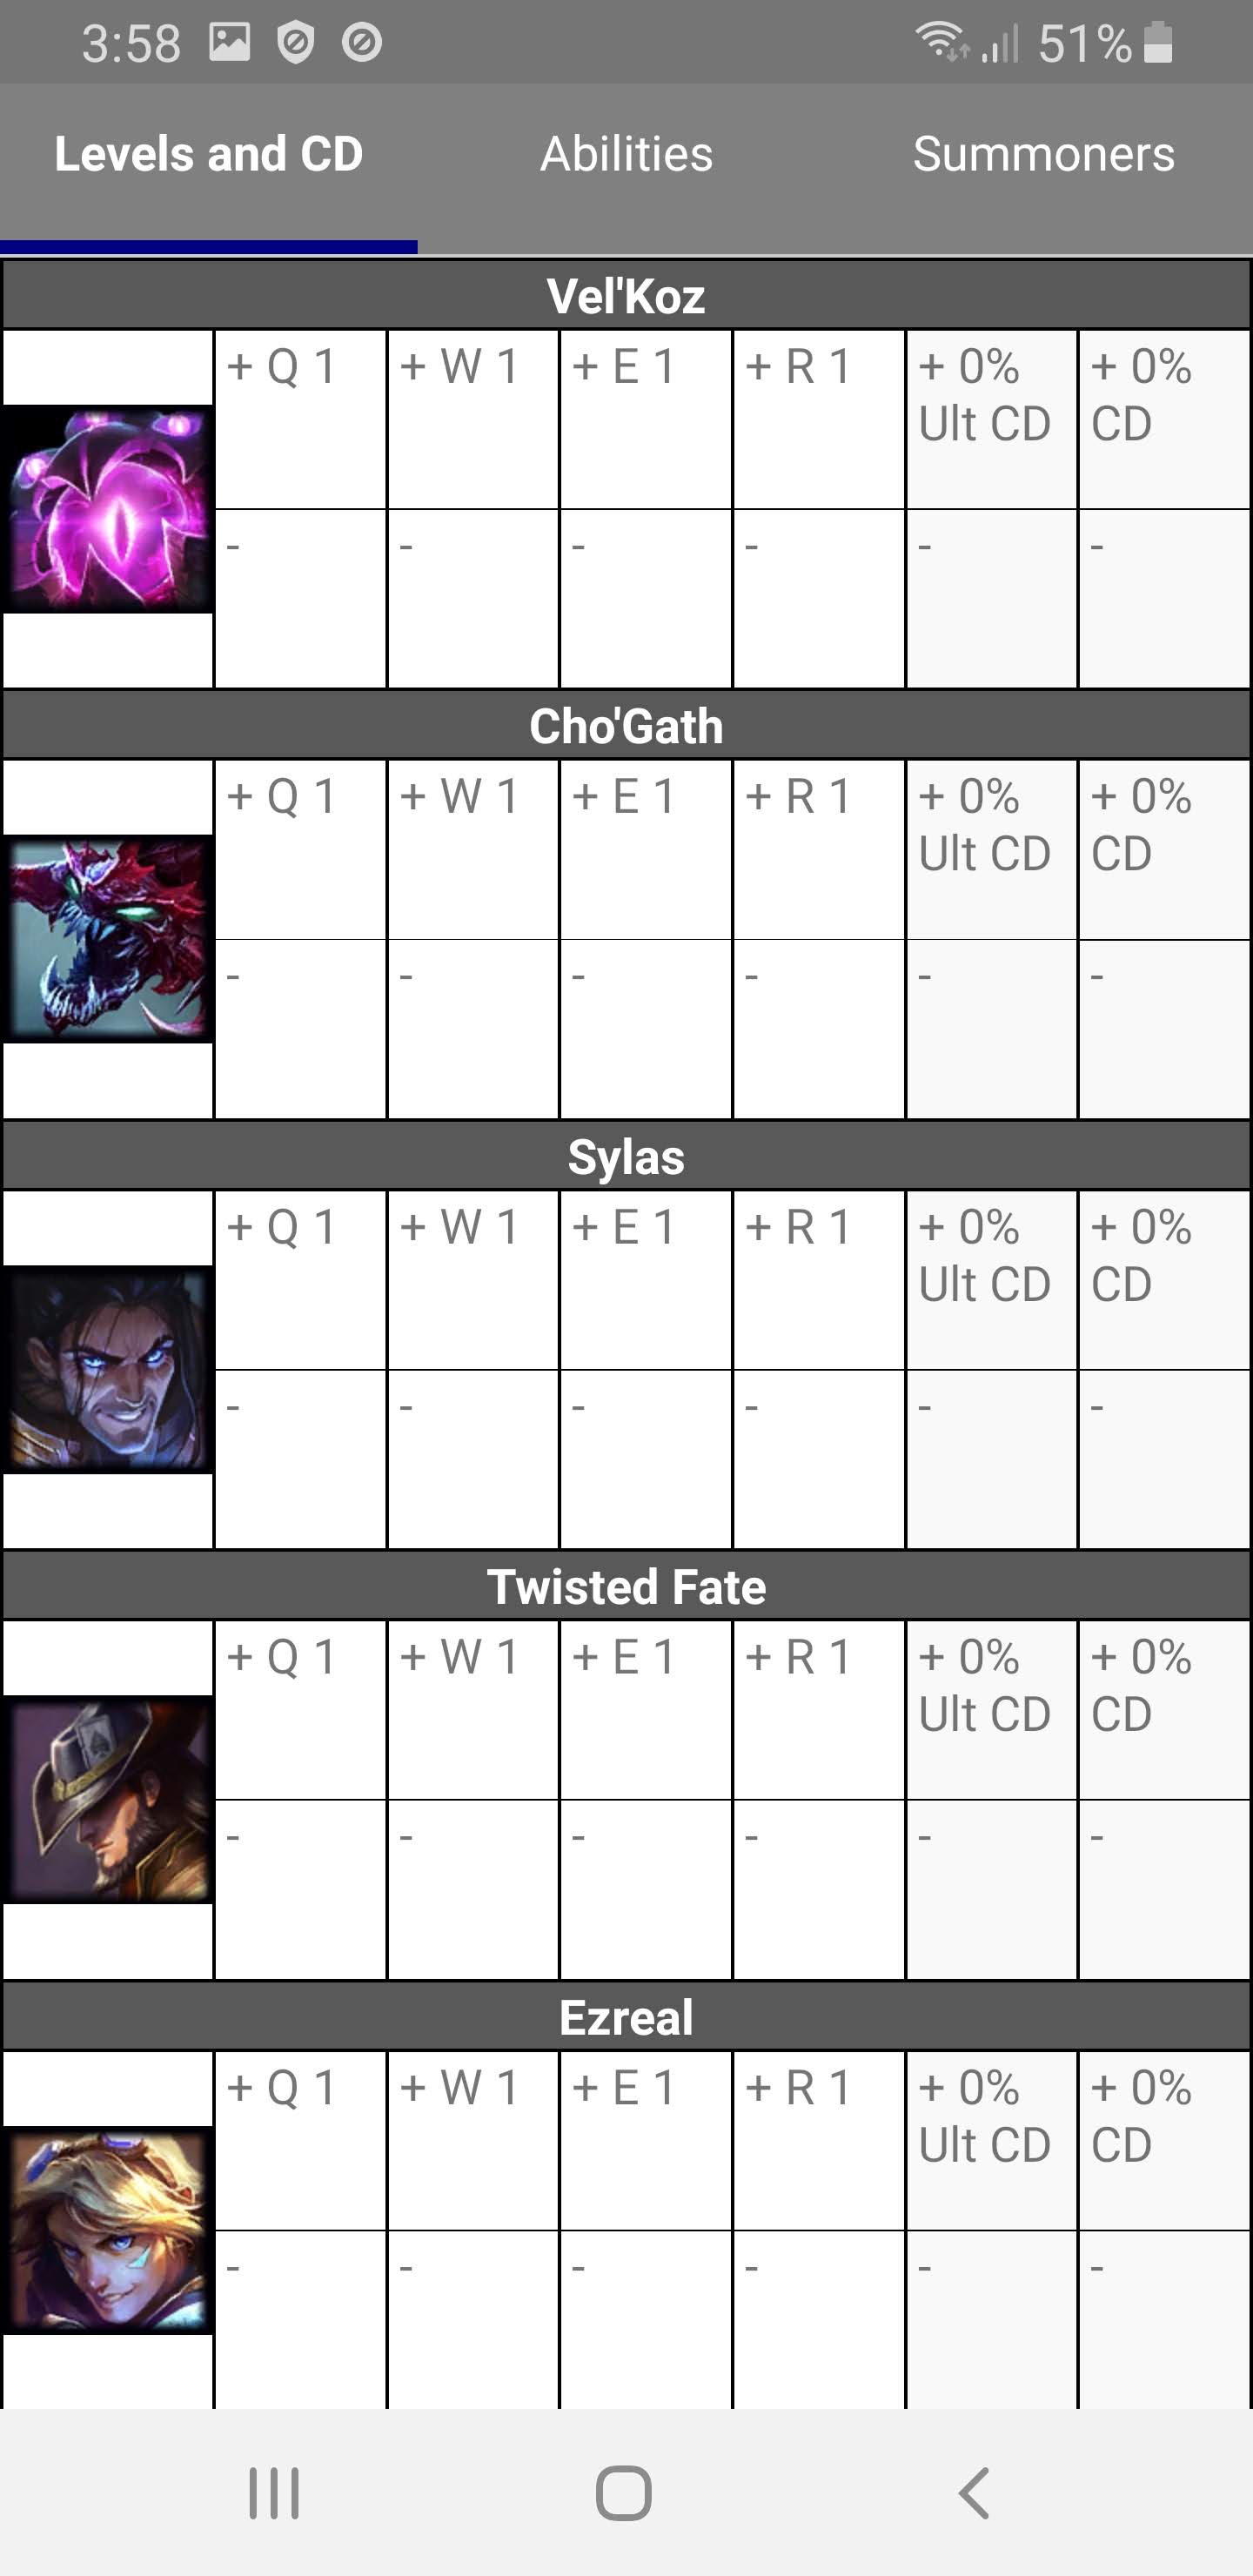 3:58 51%
Levels and CD Abilities Summoners
Vel'Koz
+ Q 1 + W 1 + E 1 + R 1 + 0% + 0%
Ult CD CD
- - - - - -
Cho'Gath
+ Q 1 + W 1 + E 1 + R 1 + 0% + 0%
Ult CD CD
- - - - - -
Sylas
+ Q 1 + W 1 + E 1 + R 1 + 0% + 0%
Ult CD CD
- - - - - -
Twisted Fate
+ Q 1 + W 1 + E 1 + R 1 + 0% + 0%
Ult CD CD
- - - - - -
Ezreal
+ Q 1 + W 1 + E 1 + R 1 + 0% + 0%
Ult CD CD
- - - - - -